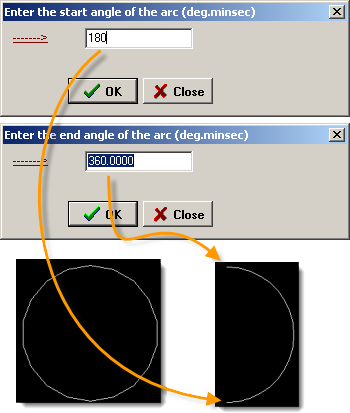 Enter the start angle of the arc (deg.minsec)
-------> 180
OK Close
Enter the end angle of the arc (deg.minsec)
-------> 360.0000
OK Close